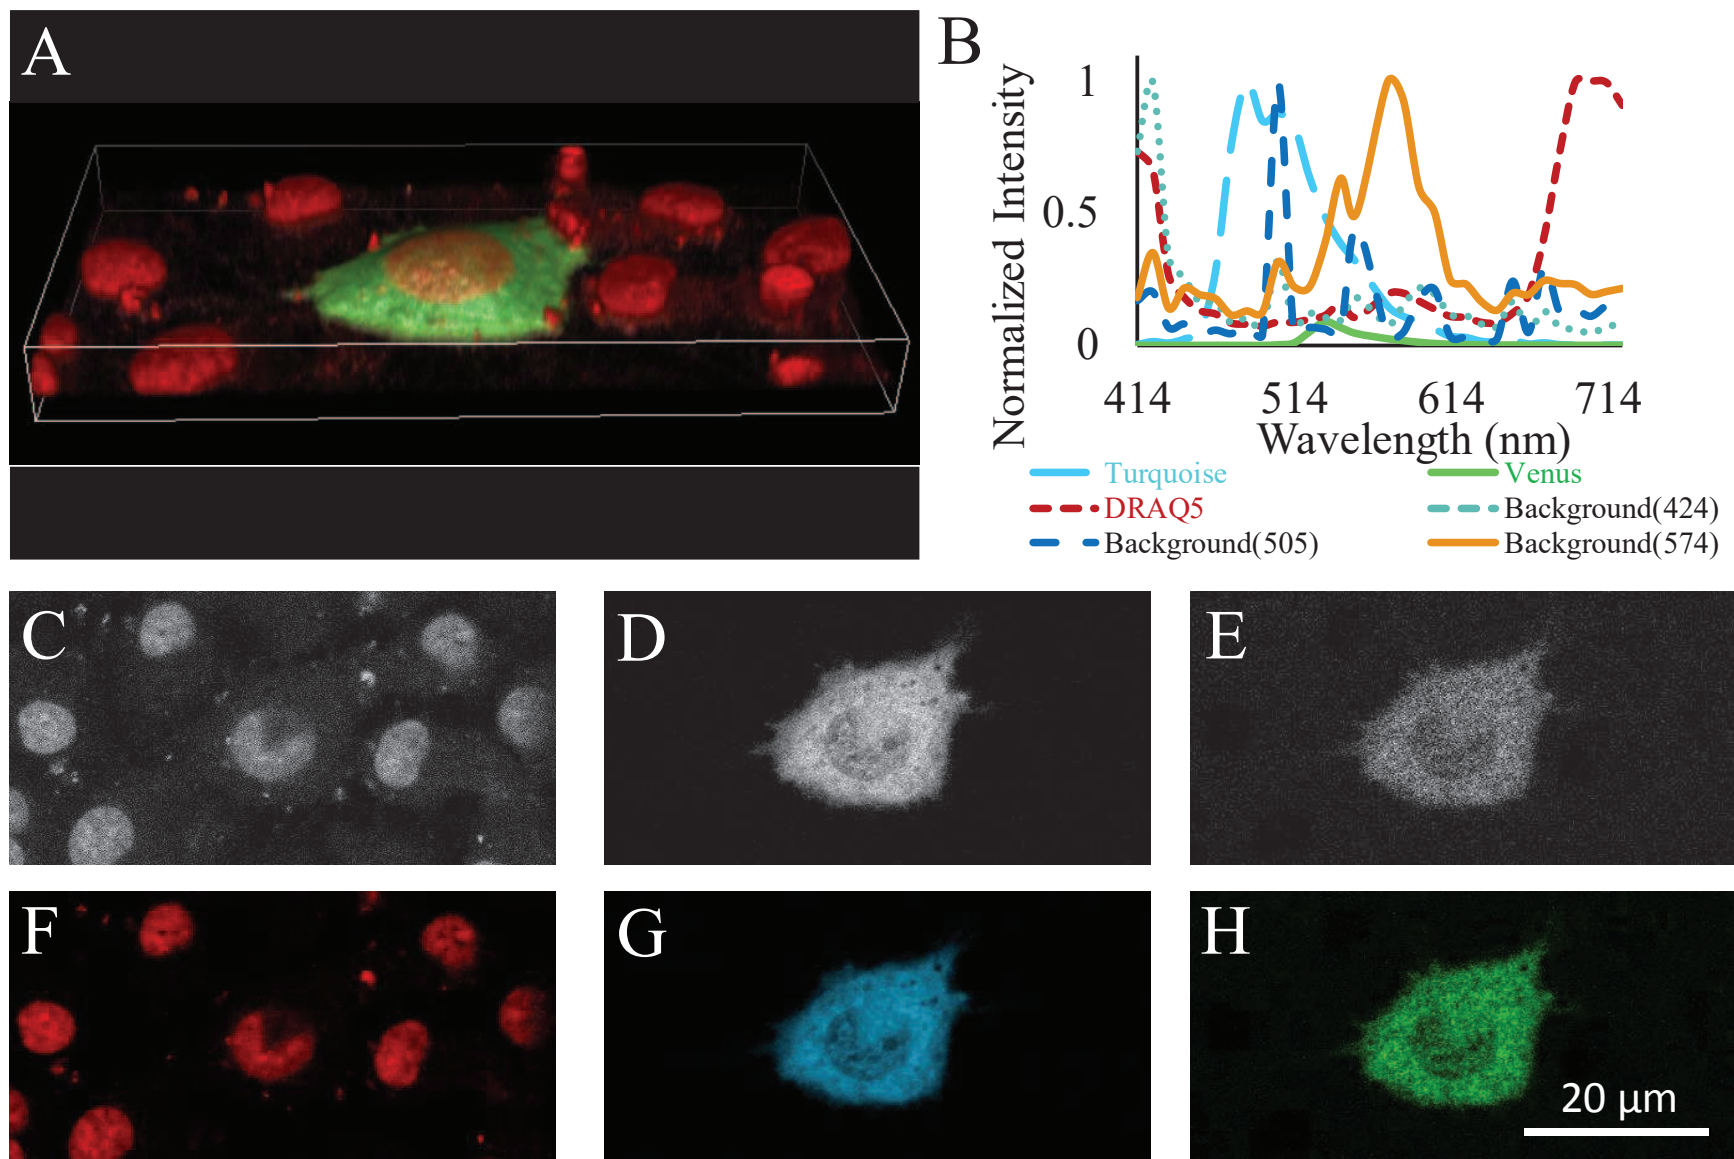 A
B
Normalized Intensity
1
0.5
0
414 514 614 714
Wavelength (nm)
Turquoise Venus
DRAQ5 Background(424)
Background(505) Background(574)
C
D
E
F
G
H
20 µm